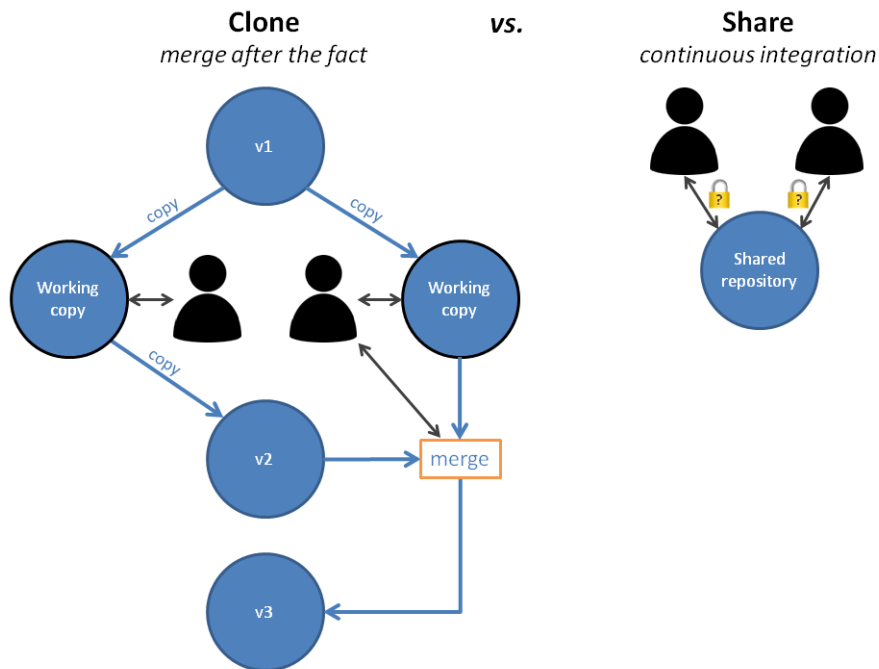 Clone
merge after the fact
vs.
Share
continuous integration
v1
copy
copy
Working
copy
Working
copy
copy
v2
merge
v3
?
?
Shared
repository